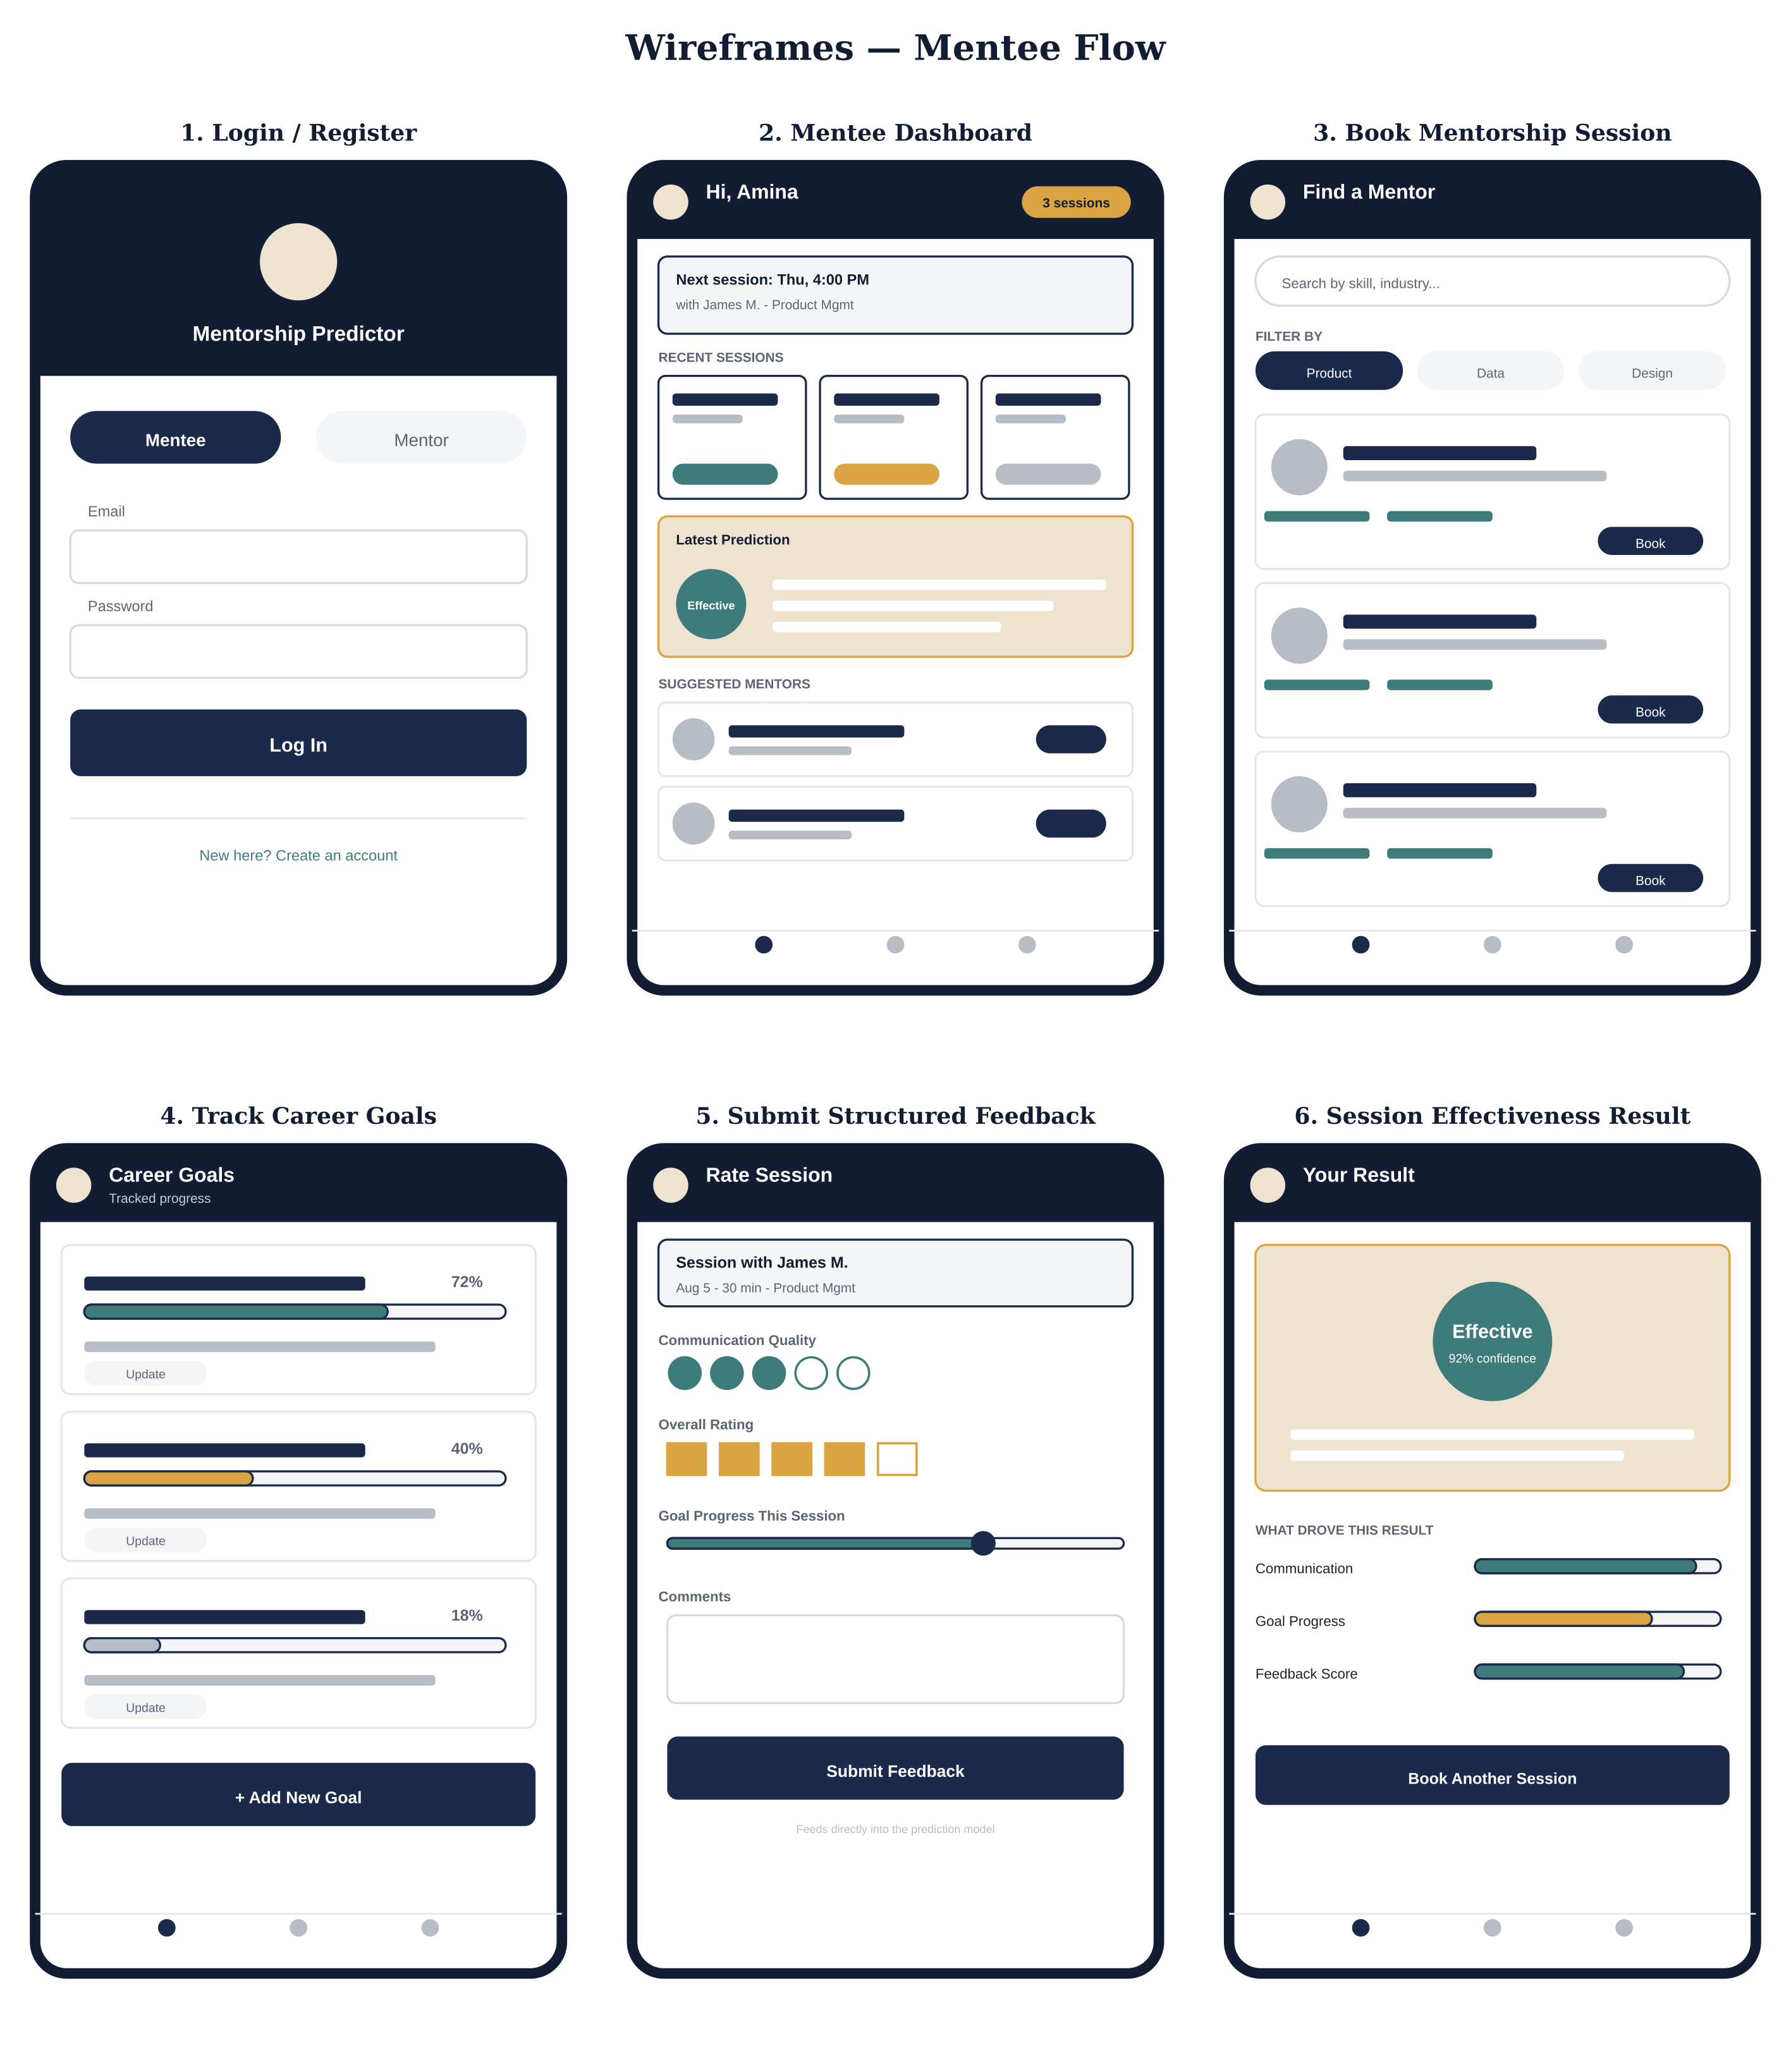 Wireframes — Mentee Flow
1. Login / Register
Mentorship Predictor
Mentee
Mentor
Email
Password
Log In
New here? Create an account
2. Mentee Dashboard
Hi, Amina
3 sessions
Next session: Thu, 4:00 PM
with James M. - Product Mgmt
RECENT SESSIONS
Latest Prediction
Effective
SUGGESTED MENTORS
3. Book Mentorship Session
Find a Mentor
Search by skill, industry...
FILTER BY
Product
Data
Design
Book
Book
Book
4. Track Career Goals
Career Goals
Tracked progress
72%
Update
40%
Update
18%
Update
+ Add New Goal
5. Submit Structured Feedback
Rate Session
Session with James M.
Aug 5 - 30 min - Product Mgmt
Communication Quality
Overall Rating
Goal Progress This Session
Comments
Submit Feedback
Feeds directly into the prediction model
6. Session Effectiveness Result
Your Result
Effective
92% confidence
WHAT DROVE THIS RESULT
Communication
Goal Progress
Feedback Score
Book Another Session